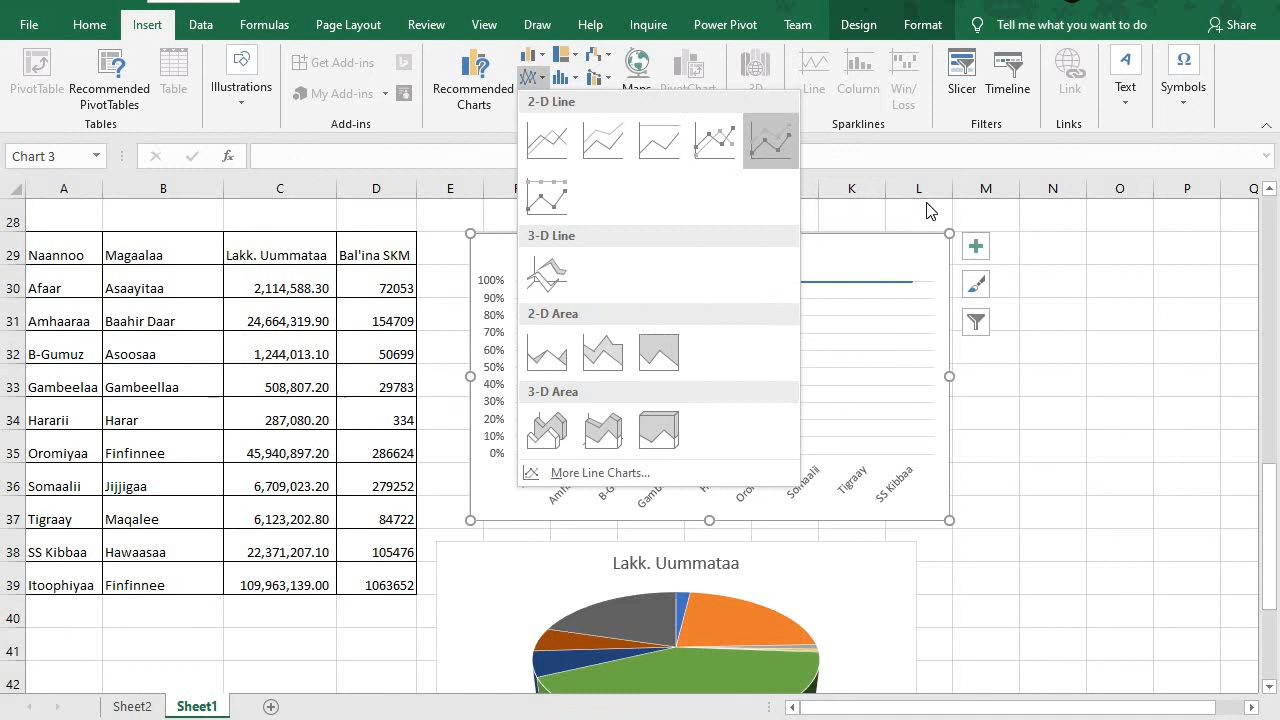 File Home Insert Data Formulas Page Layout Review View Draw Help Inquire Power Pivot Team Design Format Tell me what you want to do Share
PivotTable
Recommended
PivotTables
Table
Tables
Illustrations
Get Add-ins
My Add-ins
Add-ins
Recommended
Charts
Maps
PivotChart
3D
Line
Column
Win/
Loss
Sparklines
Slicer
Timeline
Filters
Link
Links
Text
Symbols
2-D Line
3-D Line
2-D Area
3-D Area
More Line Charts...
Chart 3
fx
A B C D E F K L M N O P Q
28
29 Naannoo Magaalaa Lakk. Uummataa Bal'ina SKM
30 Afaar Asaayitaa 2,114,588.30 72053
31 Amhaaraa Baahir Daar 24,664,319.90 154709
32 B-Gumuz Asoosaa 1,244,013.10 50699
33 Gambeelaa Gambeellaa 508,807.20 29783
34 Hararii Harar 287,080.20 334
35 Oromiyaa Finfinnee 45,940,897.20 286624
36 Somaalii Jijjigaa 6,709,023.20 279252
37 Tigraay Maqalee 6,123,202.80 84722
38 SS Kibbaa Hawaasaa 22,371,207.10 105476
39 Itoophiyaa Finfinnee 109,963,139.00 1063652
40
41
42
100%
90%
80%
70%
60%
50%
40%
30%
20%
10%
0%
Somaalii Tigraay SS Kibbaa
Lakk. Uummataa
Sheet2 Sheet1